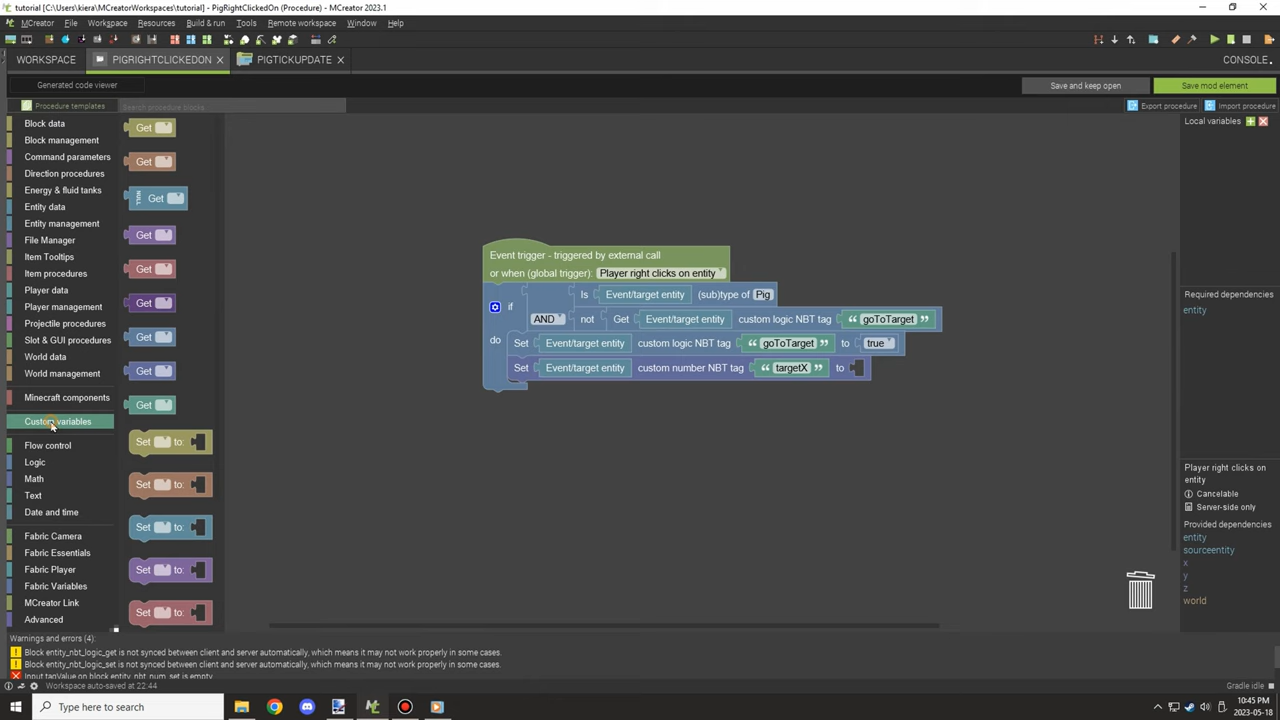 tutorial [C:\Users\kiera\MCreatorWorkspaces\tutorial] - PigRightClickedOn (Procedure) - MCreator 2023.1
MCreator File Workspace Resources Build & run Tools Remote workspace Window Help
WORKSPACE PIGRIGHTCLICKEDON PIGTICKUPDATE CONSOLE
Generated code viewer Save and keep open Save mod element
Procedure templates Search procedure blocks Export procedure Import procedure
Block data
Block management
Command parameters
Direction procedures
Energy & fluid tanks
Entity data
Entity management
File Manager
Item Tooltips
Item procedures
Player data
Player management
Projectile procedures
Slot & GUI procedures
World data
World management
Minecraft components
Custom variables
Flow control
Logic
Math
Text
Date and time
Fabric Camera
Fabric Essentials
Fabric Player
Fabric Variables
MCreator Link
Advanced
Get
Get
NULL Get
Get
Get
Get
Get
Get
Get
Set to:
Set to:
Set to:
Set to:
Set to:
Event trigger - triggered by external call
or when (global trigger): Player right clicks on entity
if Is Event/target entity (sub)type of Pig
AND not Get Event/target entity custom logic NBT tag “ goToTarget ”
do Set Event/target entity custom logic NBT tag “ goToTarget ” to true
Set Event/target entity custom number NBT tag “ targetX ” to
Local variables
Required dependencies
entity
Player right clicks on
entity
Cancelable
Server-side only
Provided dependencies
entity
sourceentity
x
y
z
world
Warnings and errors (4):
Block entity_nbt_logic_get is not synced between client and server automatically, which means it may not work properly in some cases.
Block entity_nbt_logic_set is not synced between client and server automatically, which means it may not work properly in some cases.
Input tagValue on block entity_nbt_num_set is empty
Workspace auto-saved at 22:44 Gradle idle
Type here to search 10:45 PM
2023-05-18